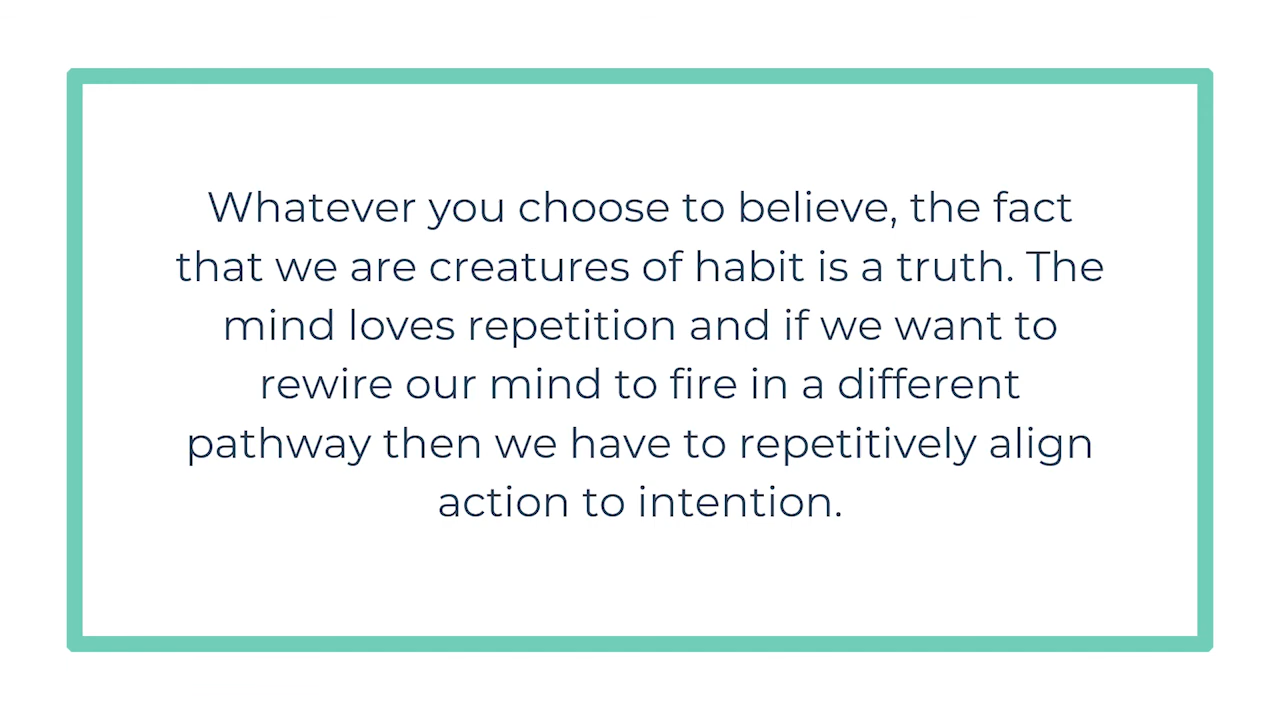 Whatever you choose to believe, the fact
that we are creatures of habit is a truth. The
mind loves repetition and if we want to
rewire our mind to fire in a different
pathway then we have to repetitively align
action to intention.